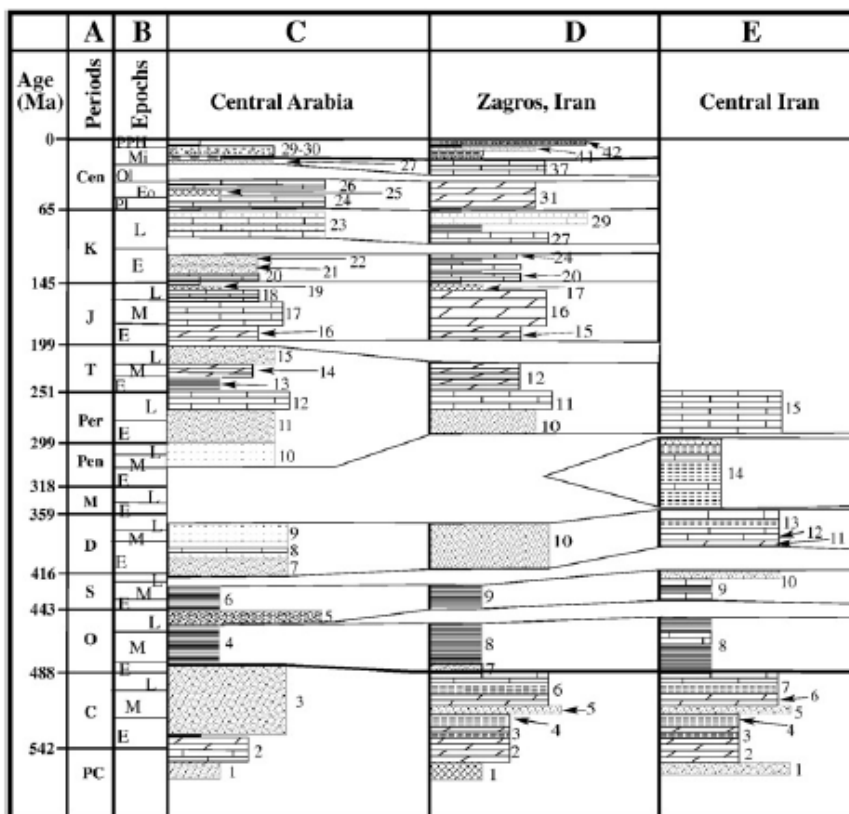 A B C D E
Age
(Ma)
Periods
Epochs
Central Arabia
Zagros, Iran
Central Iran
0
65
145
199
251
299
318
359
416
443
488
542
Cen
K
J
T
Per
Pen
M
D
S
O
C
PC
PPH
Mi
Ol
Eo
Pl
L
E
L
M
E
L
M
E
L
E
L
M
E
L
E
L
M
E
L
M
E
L
M
E
L
M
E
29-30
27
26
25
24
23
22
21
20
19
18
17
16
15
14
13
12
11
10
9
8
7
6
5
4
3
2
1
42
41
37
31
29
27
24
20
17
16
15
12
11
10
10
9
8
7
6
5
4
3
2
1
15
14
13
12
11
10
9
8
7
6
5
4
3
2
1